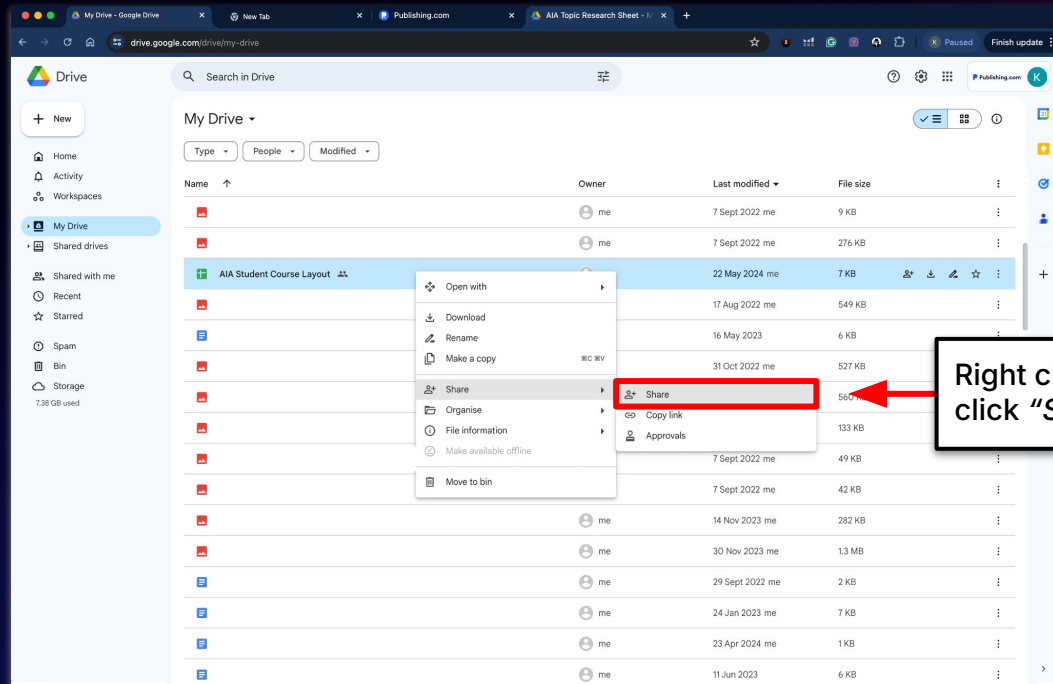 My Drive - Google Drive
New Tab
Publishing.com
AIA Topic Research Sheet - M
drive.google.com/drive/my-drive
Paused
Finish update
Drive
Search in Drive
Publishing.com
K
New
My Drive
Home
Type
People
Modified
Activity
Workspaces
Name
Owner
Last modified
File size
My Drive
me
7 Sept 2022 me
9 KB
Shared drives
me
7 Sept 2022 me
276 KB
Shared with me
AIA Student Course Layout
22 May 2024 me
7 KB
Recent
Open with
17 Aug 2022 me
549 KB
Starred
Download
Spam
Rename
16 May 2023
6 KB
Bin
Make a copy
⌘C ⌘V
31 Oct 2022 me
527 KB
Storage
7.38 GB used
Share
Share
Right c
click “S
Organise
Copy link
File information
Approvals
133 KB
Make available offline
7 Sept 2022 me
49 KB
Move to bin
7 Sept 2022 me
42 KB
me
14 Nov 2023 me
282 KB
me
30 Nov 2023 me
1.3 MB
me
29 Sept 2022 me
2 KB
me
24 Jan 2023 me
7 KB
me
23 Apr 2024 me
1 KB
me
11 Jun 2023
6 KB